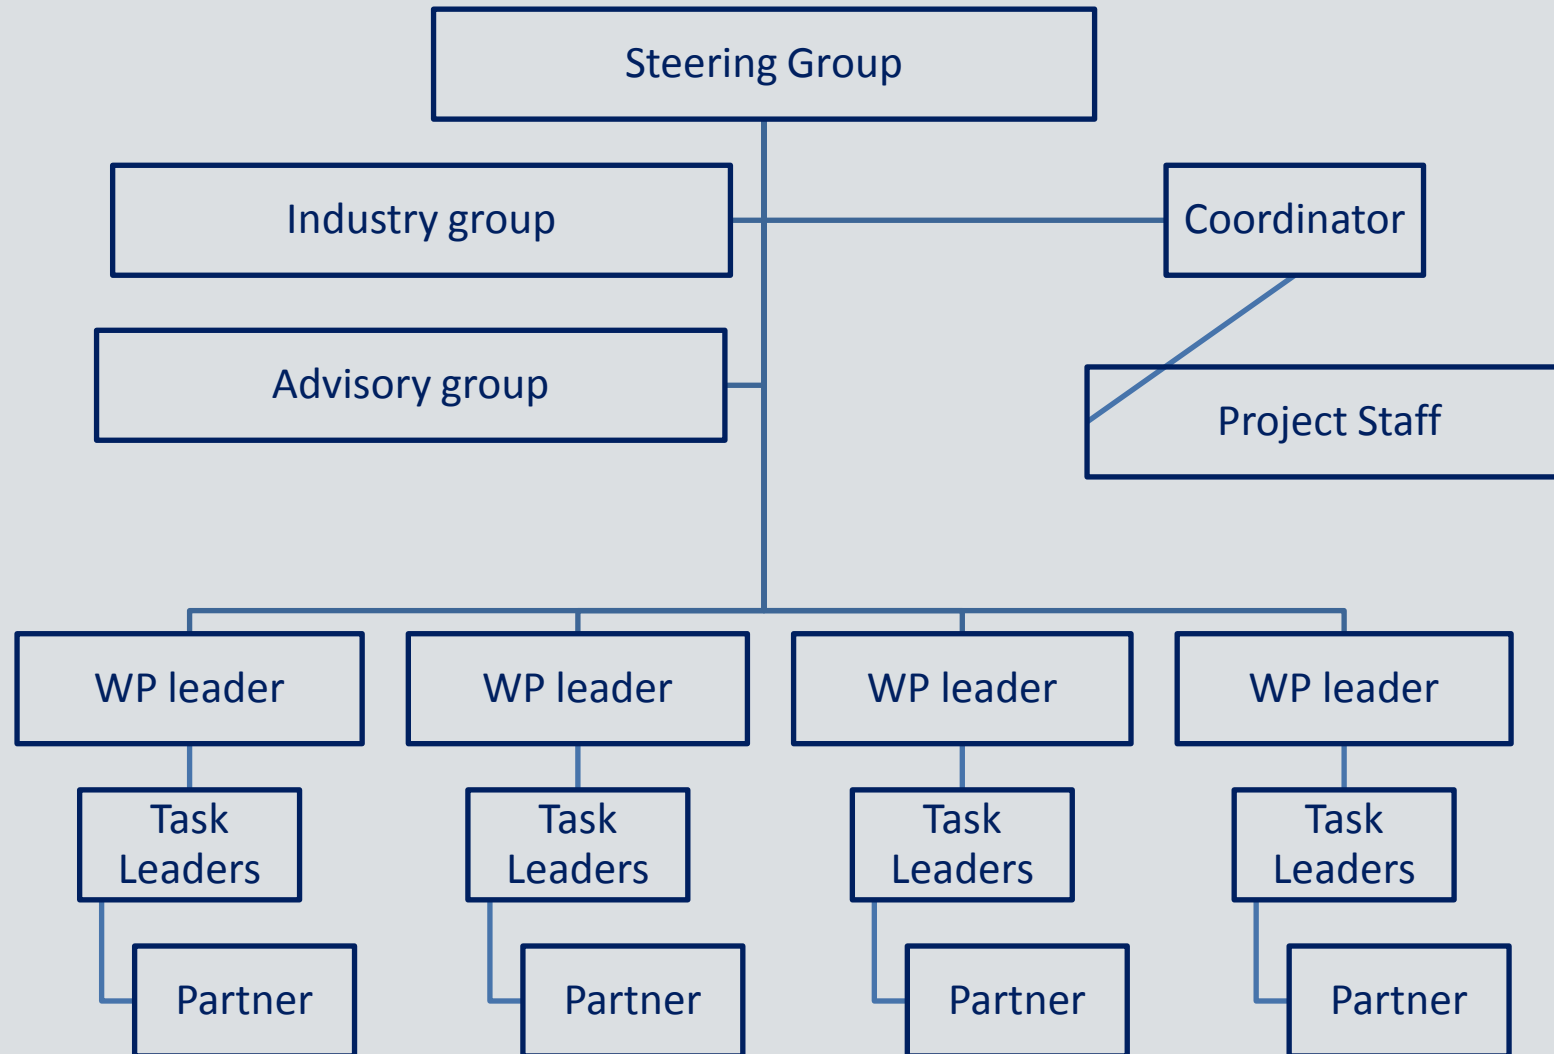 Steering Group
Industry group
Coordinator
Advisory group
Project Staff
WP leader
WP leader
WP leader
WP leader
Task
Leaders
Task
Leaders
Task
Leaders
Task
Leaders
Partner
Partner
Partner
Partner